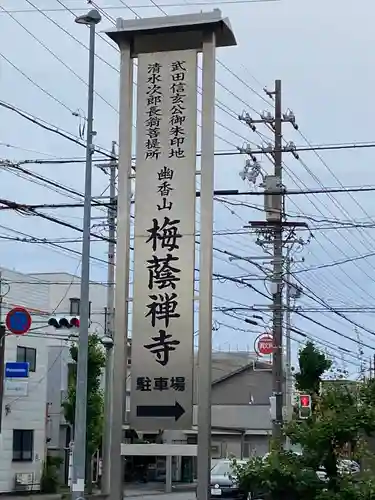 武田信玄公御朱印地
清水次郎長翁菩提所
幽香山
梅蔭禅寺
駐車場
Panasonic